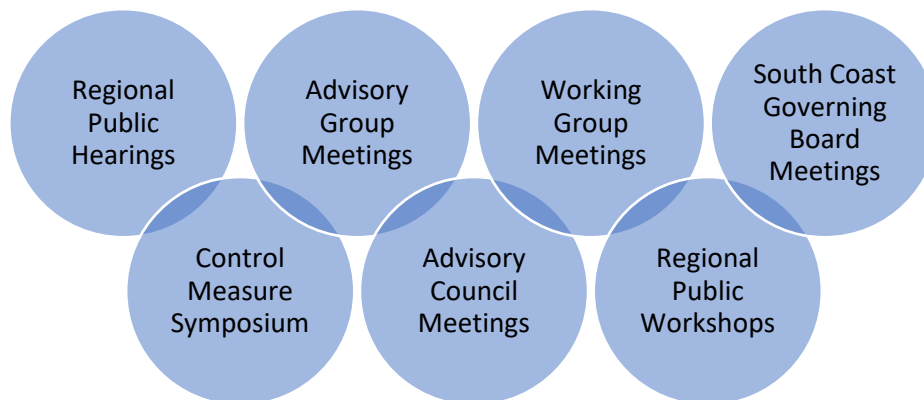 Regional
Public
Hearings
Advisory
Group
Meetings
Working
Group
Meetings
South Coast
Governing
Board
Meetings
Control
Measure
Symposium
Advisory
Council
Meetings
Regional
Public
Workshops